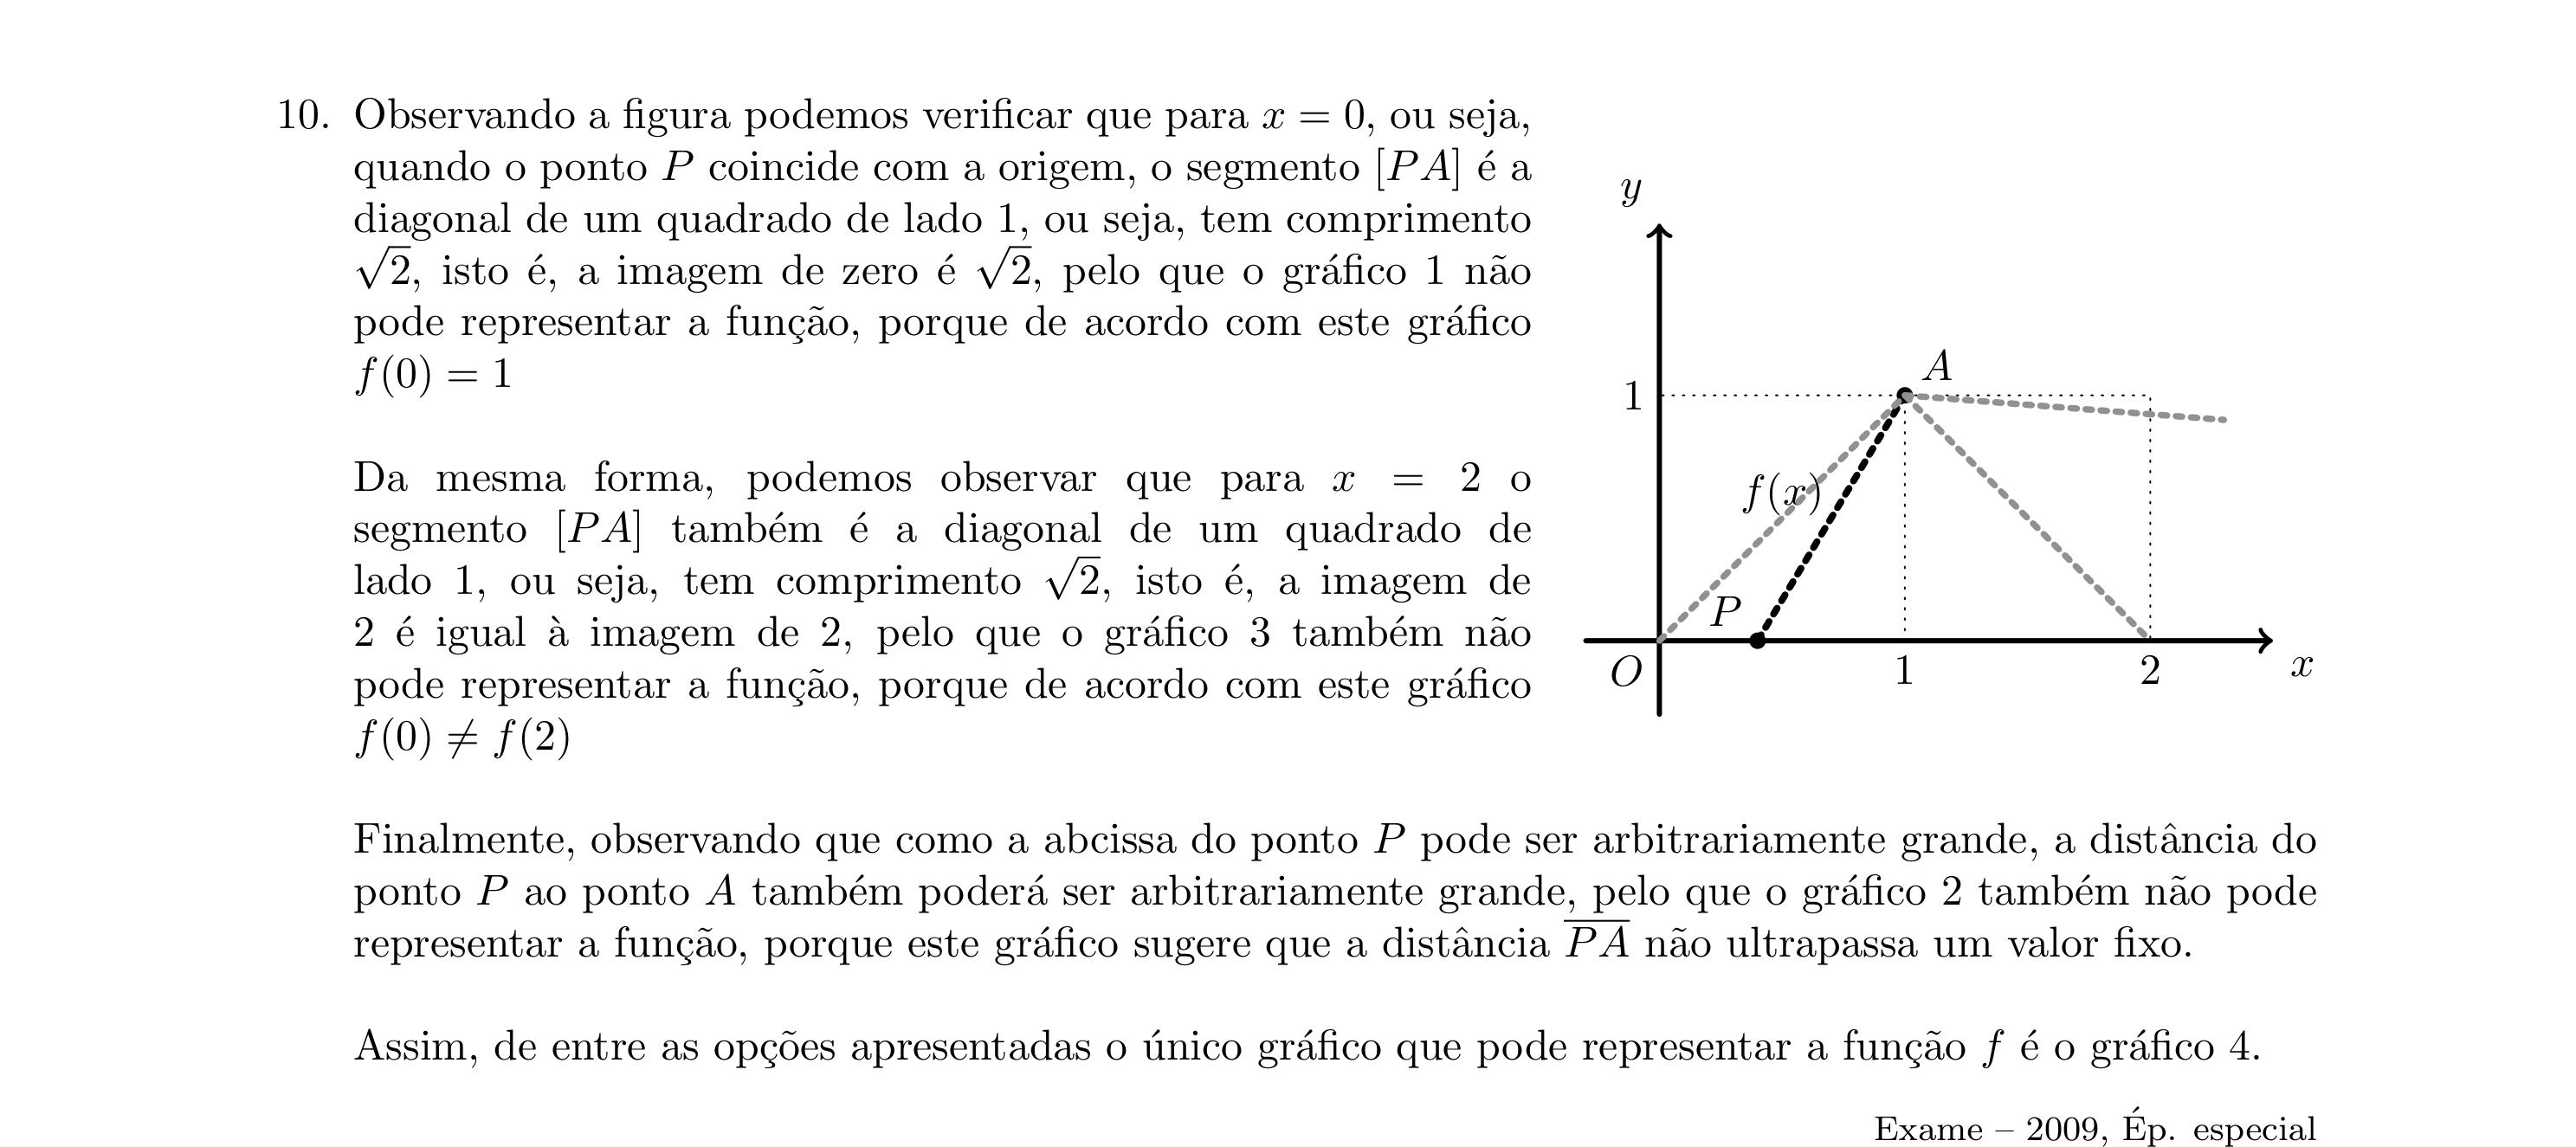 10. Observando a figura podemos verificar que para x = 0, ou seja,
quando o ponto P coincide com a origem, o segmento [PA] é a
diagonal de um quadrado de lado 1, ou seja, tem comprimento
√2, isto é, a imagem de zero é √2, pelo que o gráfico 1 não
pode representar a função, porque de acordo com este gráfico
f(0) = 1
Da mesma forma, podemos observar que para x = 2 o
segmento [PA] também é a diagonal de um quadrado de
lado 1, ou seja, tem comprimento √2, isto é, a imagem de
2 é igual à imagem de 2, pelo que o gráfico 3 também não
pode representar a função, porque de acordo com este gráfico
f(0) ≠ f(2)
y
A
1
f(x)
P
O
1
2
x
Finalmente, observando que como a abcissa do ponto P pode ser arbitrariamente grande, a distância do
ponto P ao ponto A também poderá ser arbitrariamente grande, pelo que o gráfico 2 também não pode
representar a função, porque este gráfico sugere que a distância P̅A̅ não ultrapassa um valor fixo.
Assim, de entre as opções apresentadas o único gráfico que pode representar a função f é o gráfico 4.
Exame – 2009, Ép. especial